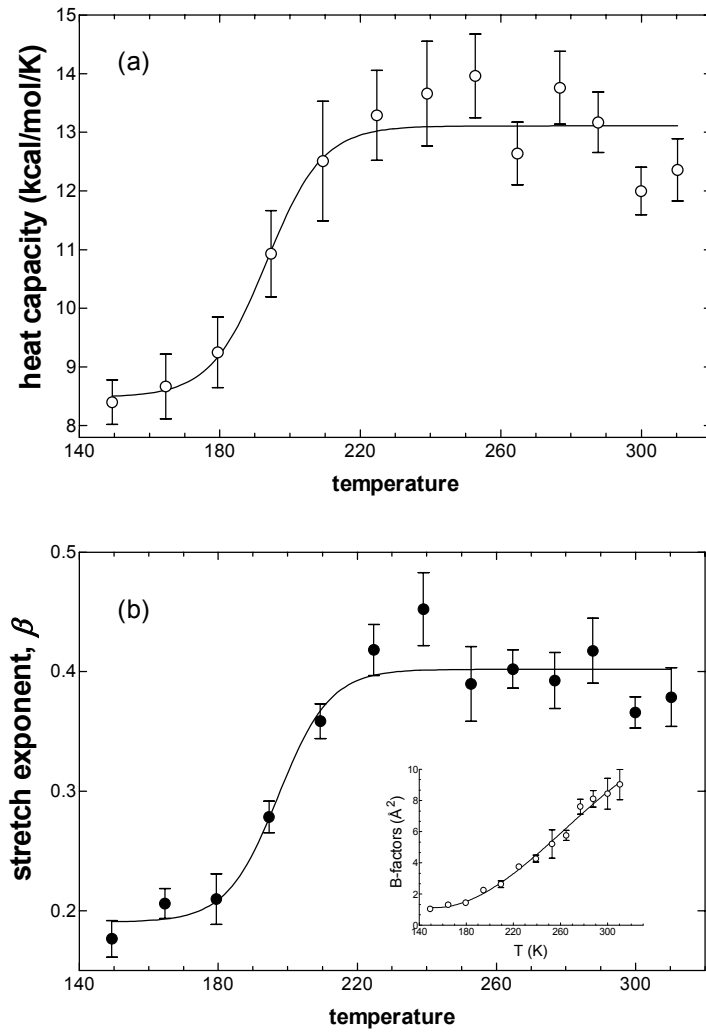 15
14
13
12
11
10
9
8
(a)
heat capacity (kcal/mol/K)
140 180 220 260 300
temperature
0.5
0.4
0.3
0.2
(b)
stretch exponent, β
10
8
6
4
2
0
B-factors (Å²)
140 180 220 260 300
T (K)
140 180 220 260 300
temperature